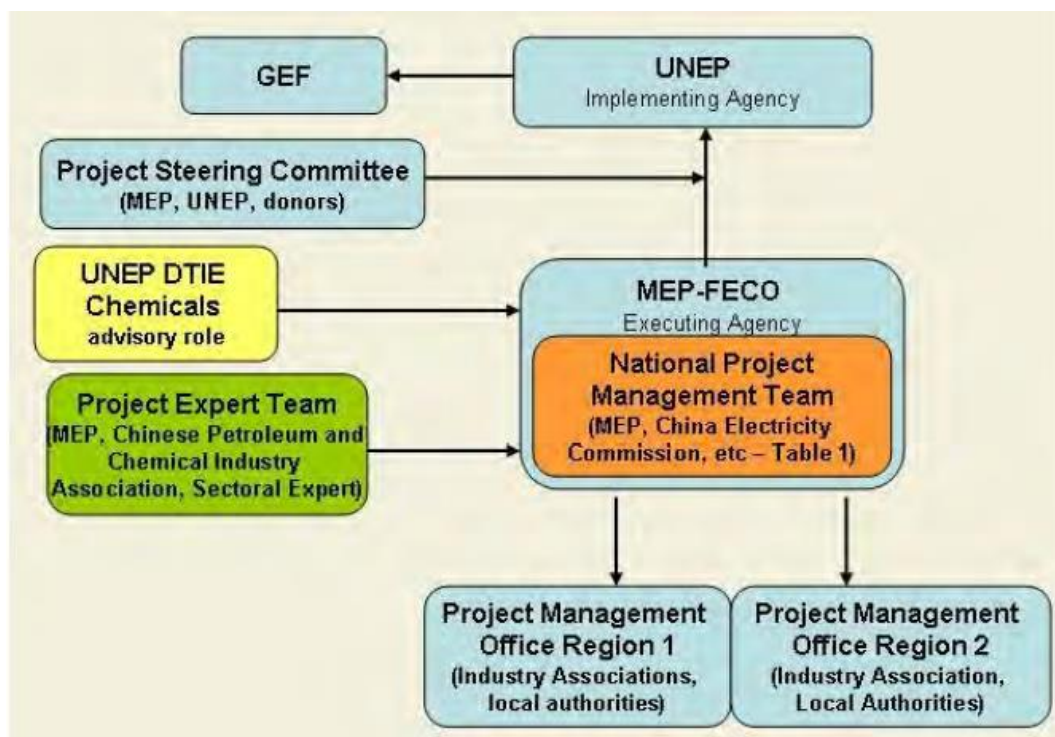 GEF
UNEP
Implementing Agency
Project Steering Committee
(MEP, UNEP, donors)
UNEP DTIE
Chemicals
advisory role
MEP-FECO
Executing Agency
Project Expert Team
(MEP, Chinese Petroleum and
Chemical Industry
Association, Sectoral Expert)
National Project
Management Team
(MEP, China Electricity
Commission, etc – Table 1)
Project Management
Office Region 1
(Industry Associations,
local authorities)
Project Management
Office Region 2
(Industry Association,
Local Authorities)